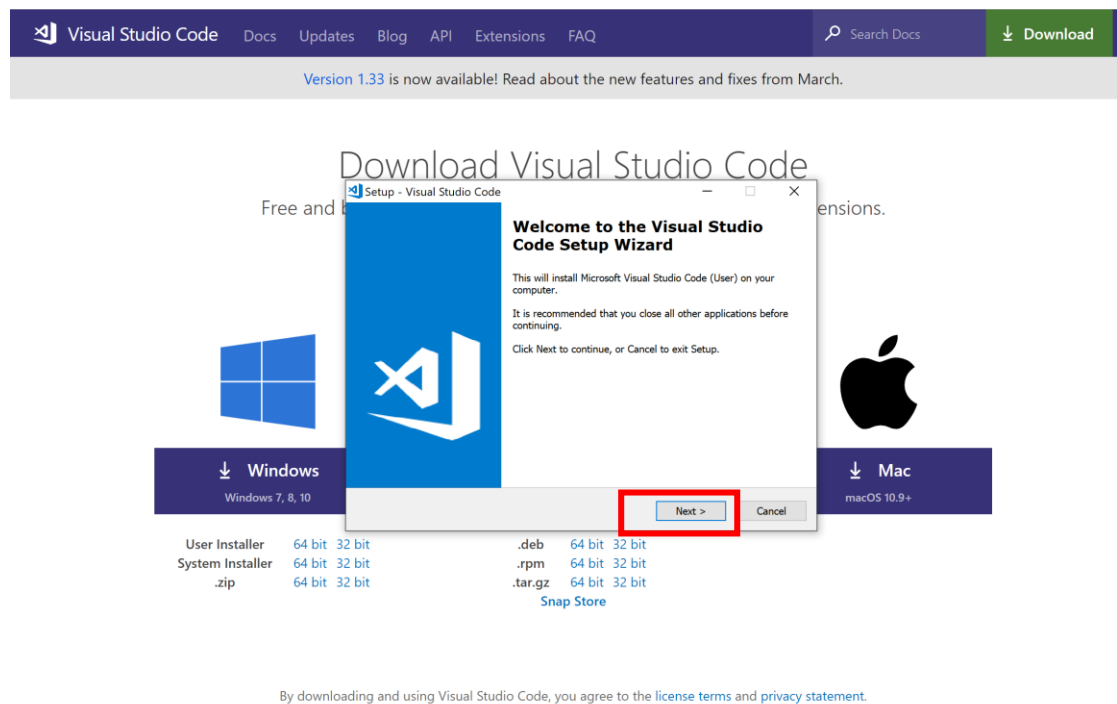 Visual Studio Code Docs Updates Blog API Extensions FAQ Search Docs Download
Version 1.33 is now available! Read about the new features and fixes from March.
Download Visual Studio Code
Free and ensions.
Setup - Visual Studio Code
Welcome to the Visual Studio
Code Setup Wizard
This will install Microsoft Visual Studio Code (User) on your
computer.
It is recommended that you close all other applications before
continuing.
Click Next to continue, or Cancel to exit Setup.
Next > Cancel
Windows
Windows 7, 8, 10
Mac
macOS 10.9+
User Installer 64 bit 32 bit
System Installer 64 bit 32 bit
.zip 64 bit 32 bit
.deb 64 bit 32 bit
.rpm 64 bit 32 bit
.tar.gz 64 bit 32 bit
Snap Store
By downloading and using Visual Studio Code, you agree to the license terms and privacy statement.